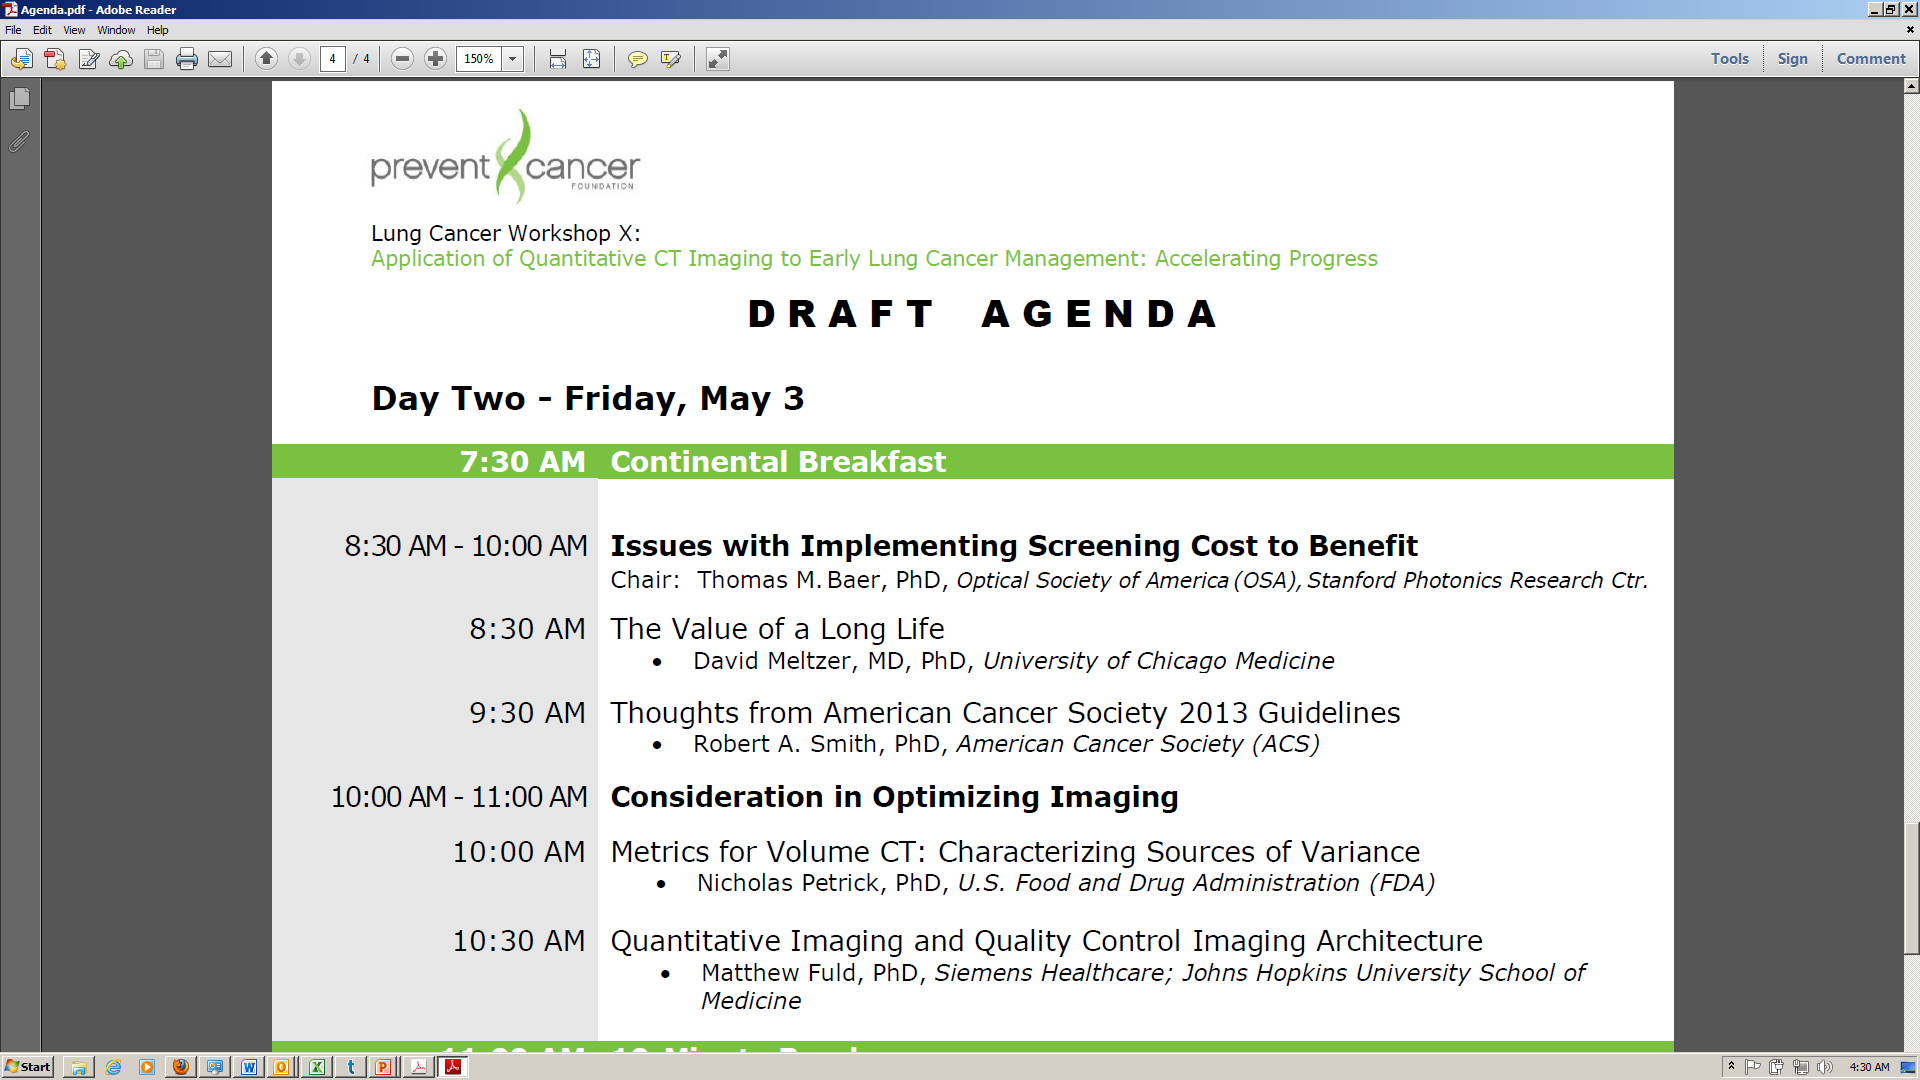 Agenda.pdf - Adobe Reader
File Edit View Window Help
4 / 4 150% Tools Sign Comment
prevent cancer
FOUNDATION
Lung Cancer Workshop X:
Application of Quantitative CT Imaging to Early Lung Cancer Management: Accelerating Progress
DRAFT AGENDA
Day Two - Friday, May 3
7:30 AM Continental Breakfast
8:30 AM - 10:00 AM Issues with Implementing Screening Cost to Benefit
Chair: Thomas M. Baer, PhD, Optical Society of America (OSA), Stanford Photonics Research Ctr.
8:30 AM The Value of a Long Life
• David Meltzer, MD, PhD, University of Chicago Medicine
9:30 AM Thoughts from American Cancer Society 2013 Guidelines
• Robert A. Smith, PhD, American Cancer Society (ACS)
10:00 AM - 11:00 AM Consideration in Optimizing Imaging
10:00 AM Metrics for Volume CT: Characterizing Sources of Variance
• Nicholas Petrick, PhD, U.S. Food and Drug Administration (FDA)
10:30 AM Quantitative Imaging and Quality Control Imaging Architecture
• Matthew Fuld, PhD, Siemens Healthcare; Johns Hopkins University School of
Medicine
Start 4:30 AM